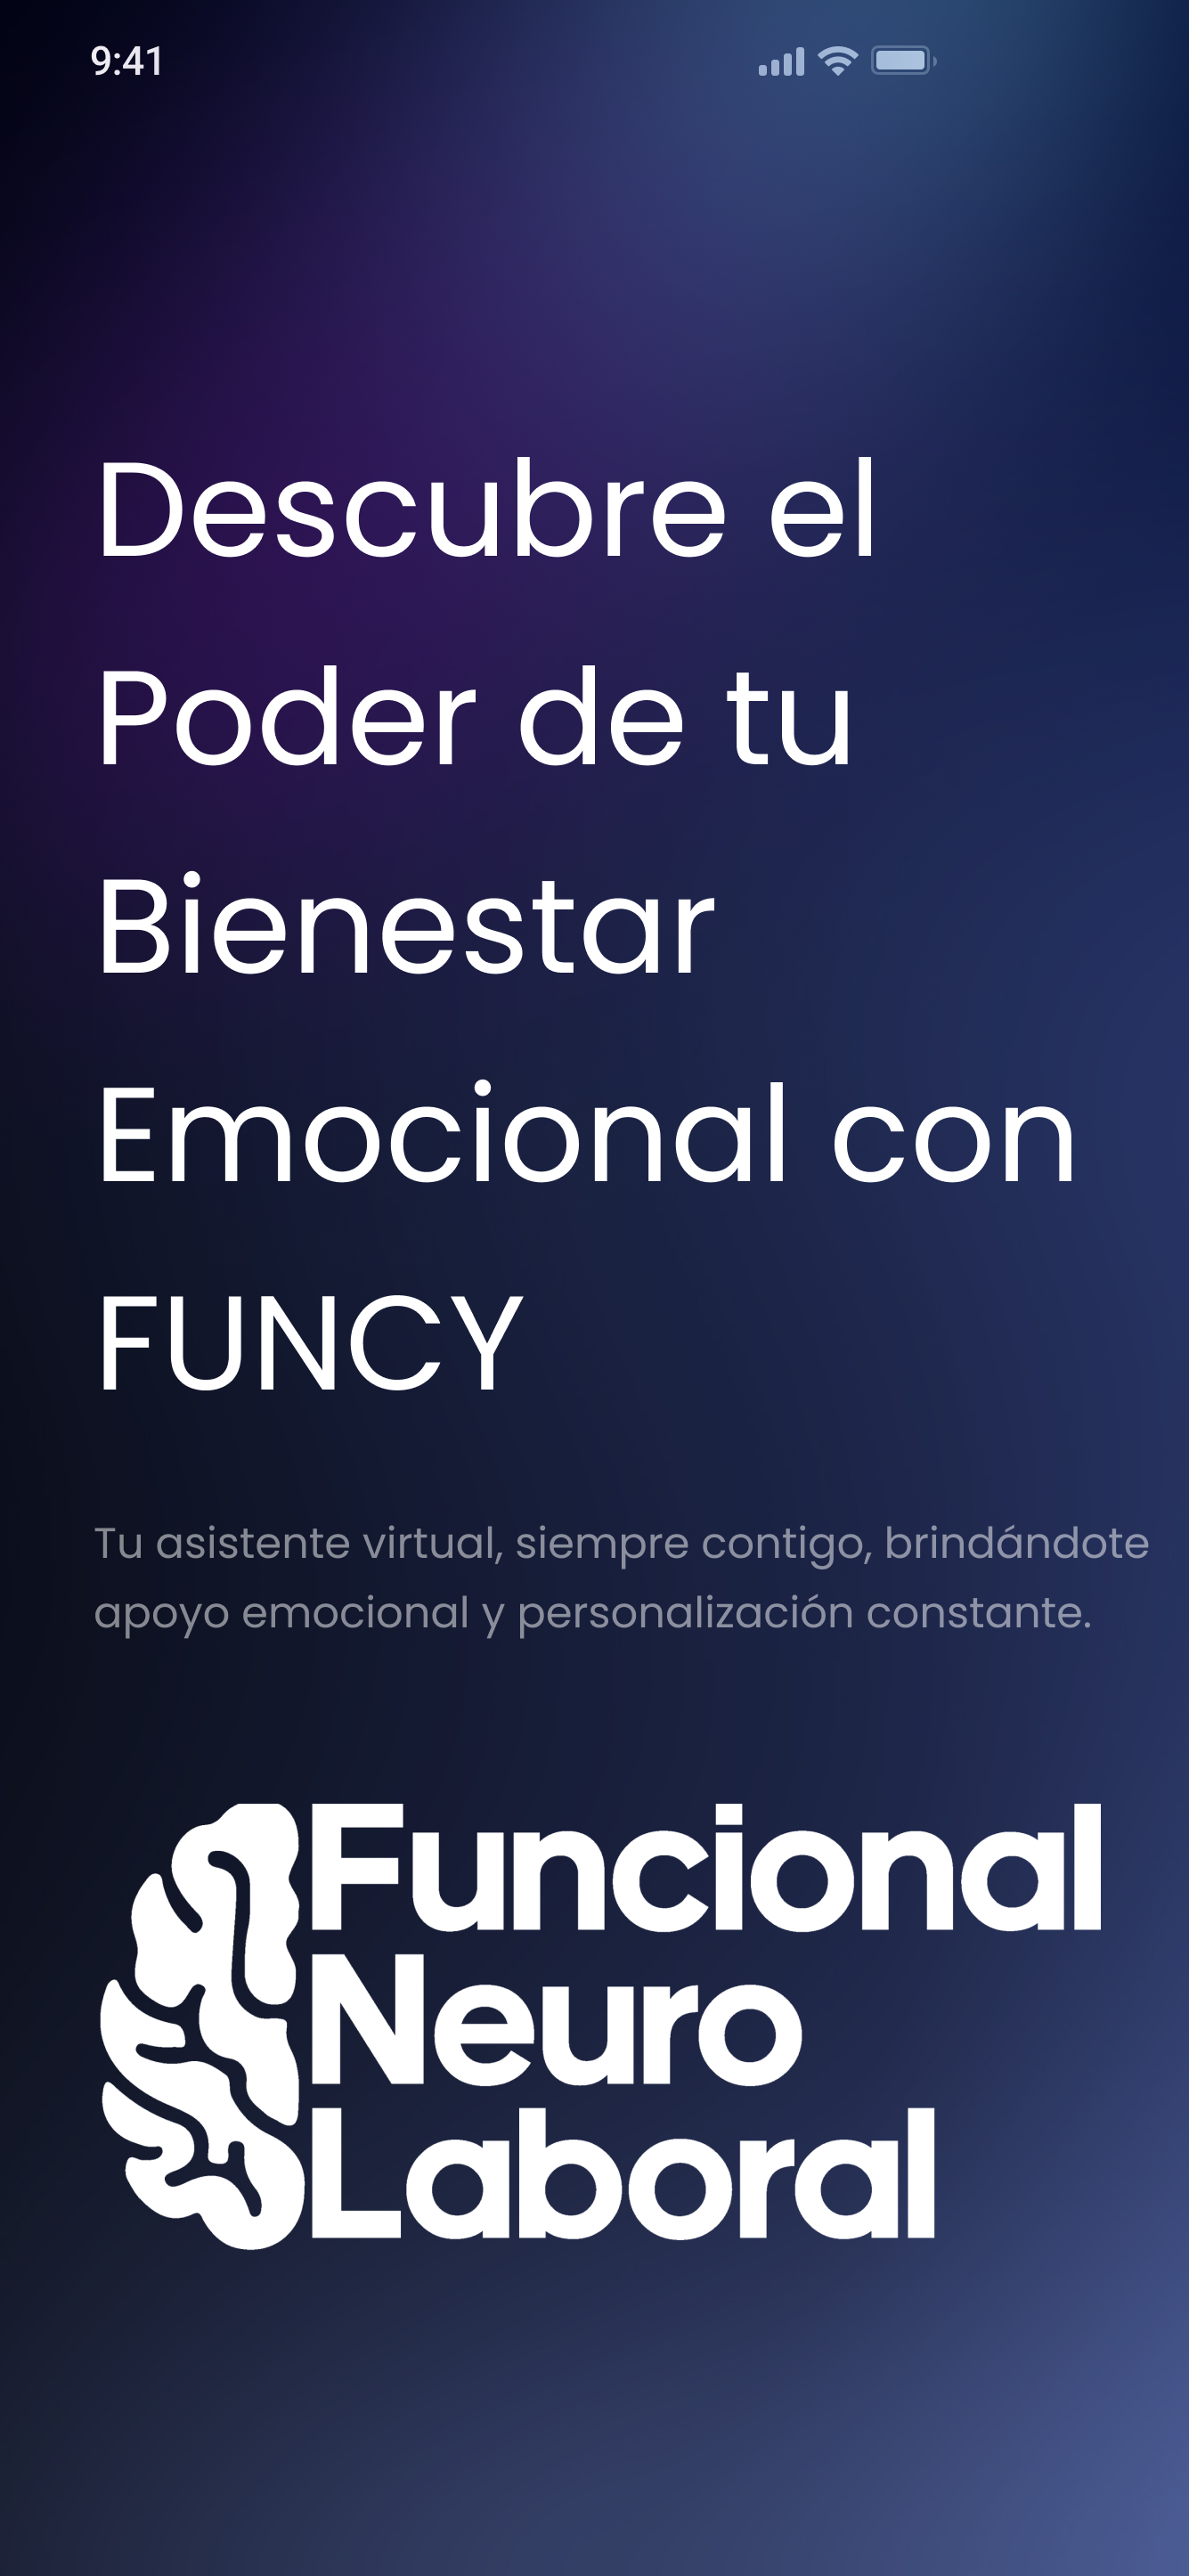 9:41
Descubre el
Poder de tu
Bienestar
Emocional con
FUNCY
Tu asistente virtual, siempre contigo, brindándote
apoyo emocional y personalización constante.
Funcional
Neuro
Laboral